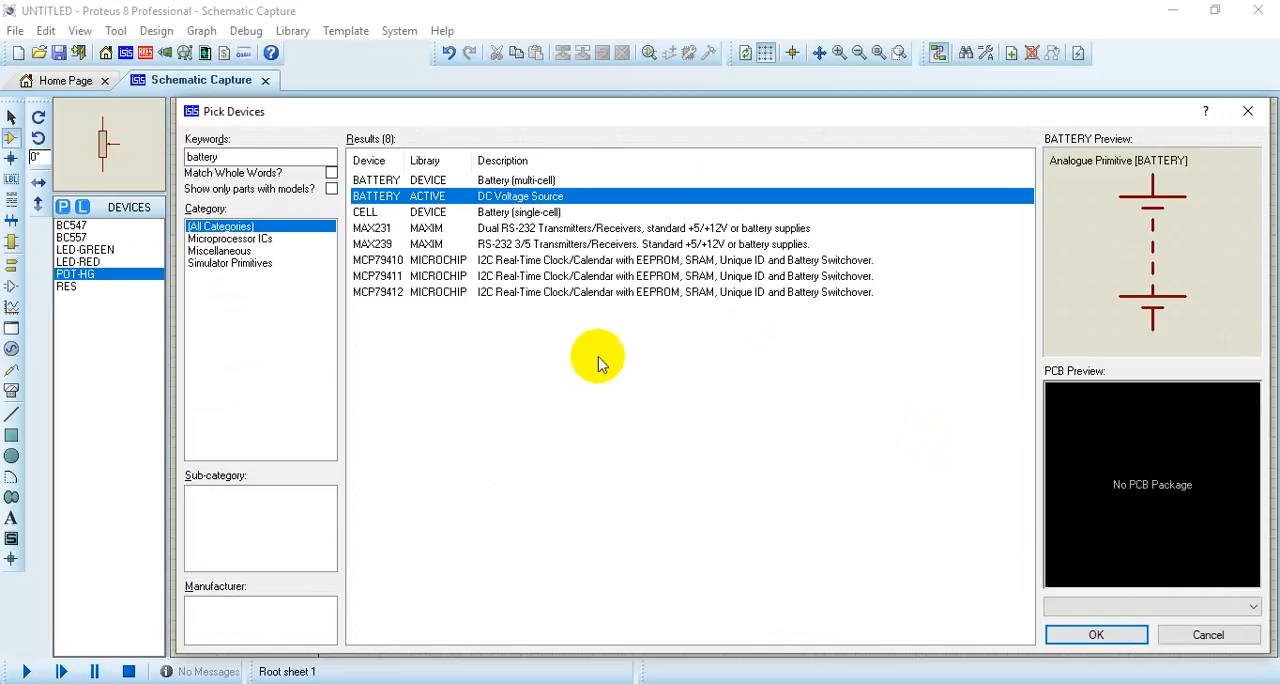 UNTITLED - Proteus 8 Professional - Schematic Capture
File Edit View Tool Design Graph Debug Library Template System Help
Home Page
Schematic Capture
Pick Devices
Keywords:
battery
Match Whole Words?
Show only parts with models?
Category:
(All Categories)
Microprocessor ICs
Miscellaneous
Simulator Primitives
Sub-category:
Manufacturer:
Results (8):
Device Library Description
BATTERY DEVICE Battery (multi-cell)
BATTERY ACTIVE DC Voltage Source
CELL DEVICE Battery (single-cell)
MAX231 MAXIM Dual RS-232 Transmitters/Receivers, standard +5/+12V or battery supplies
MAX239 MAXIM RS-232 3/5 Transmitters/Receivers. Standard +5/+12V or battery supplies.
MCP79410 MICROCHIP I2C Real-Time Clock/Calendar with EEPROM, SRAM, Unique ID and Battery Switchover.
MCP79411 MICROCHIP I2C Real-Time Clock/Calendar with EEPROM, SRAM, Unique ID and Battery Switchover.
MCP79412 MICROCHIP I2C Real-Time Clock/Calendar with EEPROM, SRAM, Unique ID and Battery Switchover.
BATTERY Preview:
Analogue Primitive [BATTERY]
PCB Preview:
No PCB Package
OK Cancel
0°
LBL
P L DEVICES
BC547
BC557
LED-GREEN
LED-RED
POT-HG
RES
A
S
No Messages
Root sheet 1